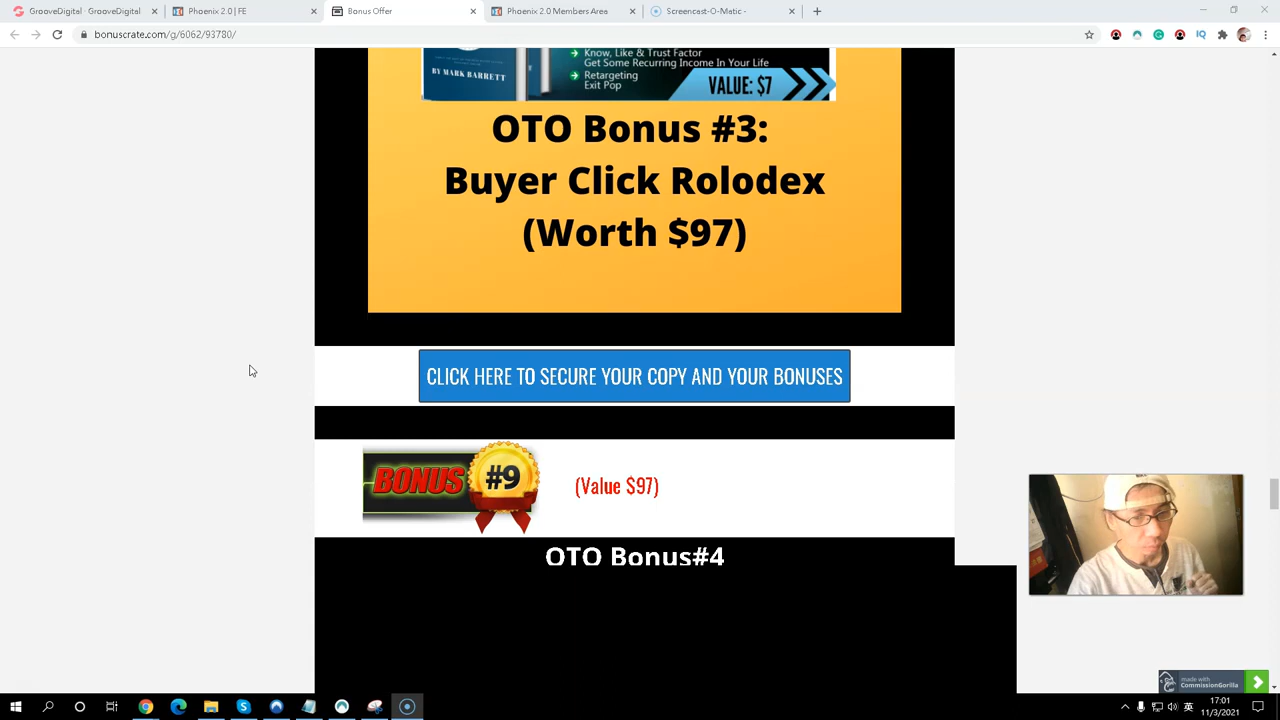 GrooveDigital · GrooveDigital
Phoenix 2.0 | FE
Bonus Offer
Phoenix 2.0 Members Area
Screencast-O-Matic -
bonuscrate.com/g/6062/93780/
BY MARK BARRETT
Know, Like & Trust Factor
Get Some Recurring Income In Your Life
Retargeting
Exit Pop
VALUE: $7
OTO Bonus #3:
Buyer Click Rolodex
(Worth $97)
CLICK HERE TO SECURE YOUR COPY AND YOUR BONUSES
BONUS #9
(Value $97)
OTO Bonus#4
made with
CommissionGorilla
英
17:01
11/3/2021